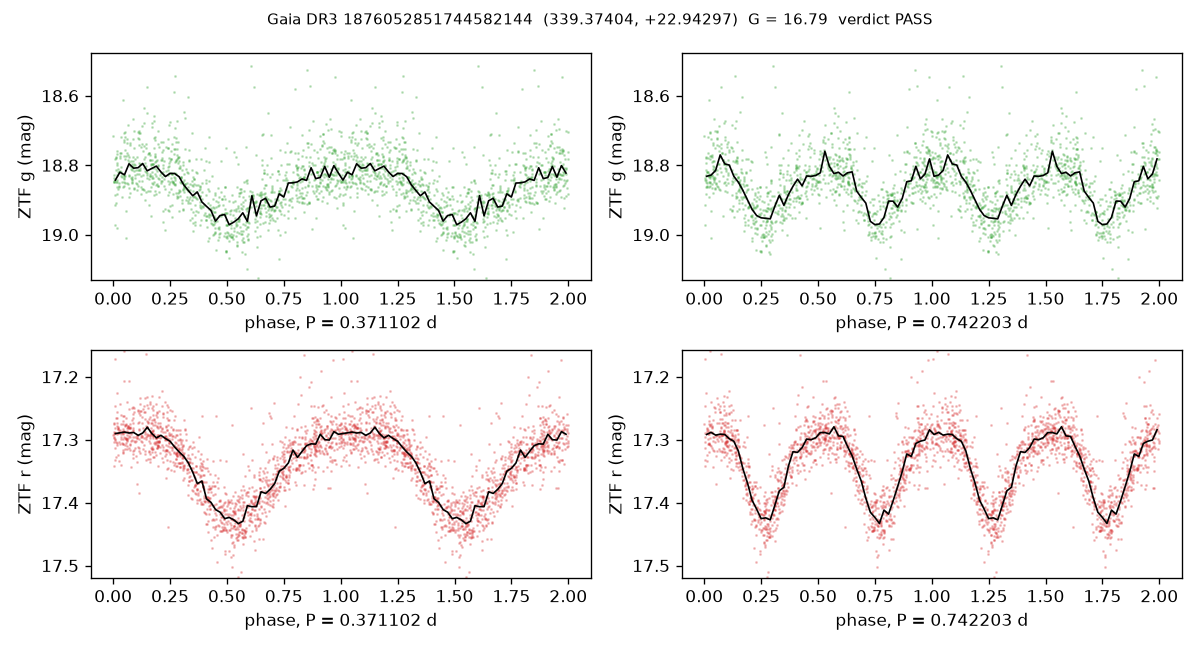 Gaia DR3 1876052851744582144 (339.37404, +22.94297) G = 16.79 verdict PASS
ZTF g (mag)
18.6
18.8
19.0
0.00 0.25 0.50 0.75 1.00 1.25 1.50 1.75 2.00
phase, P = 0.371102 d
ZTF g (mag)
18.6
18.8
19.0
0.00 0.25 0.50 0.75 1.00 1.25 1.50 1.75 2.00
phase, P = 0.742203 d
ZTF r (mag)
17.2
17.3
17.4
17.5
0.00 0.25 0.50 0.75 1.00 1.25 1.50 1.75 2.00
phase, P = 0.371102 d
ZTF r (mag)
17.2
17.3
17.4
17.5
0.00 0.25 0.50 0.75 1.00 1.25 1.50 1.75 2.00
phase, P = 0.742203 d